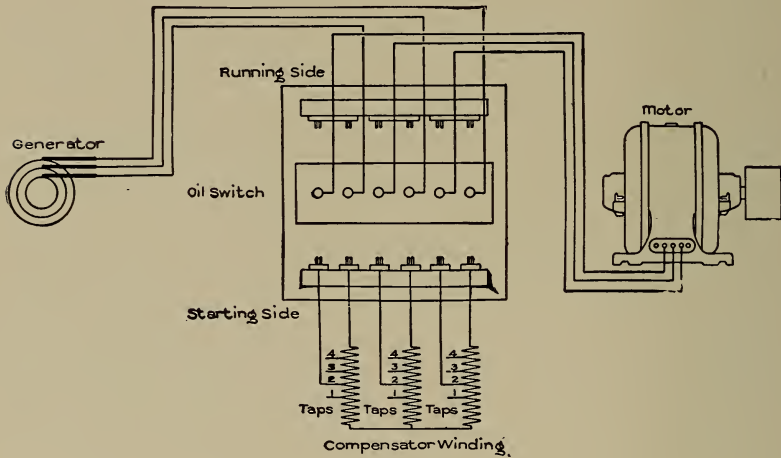 Running Side
Motor
Generator
Oil Switch
Starting Side
4 4 4
3 3 3
2 2 2
1 1 1
Taps Taps Taps
Compensator Winding.